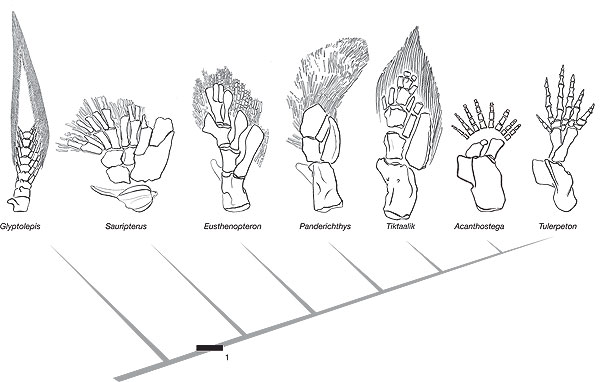 Glyptolepis Sauripterus Eusthenopteron Panderichthys Tiktaalik Acanthostega Tulerpeton
1